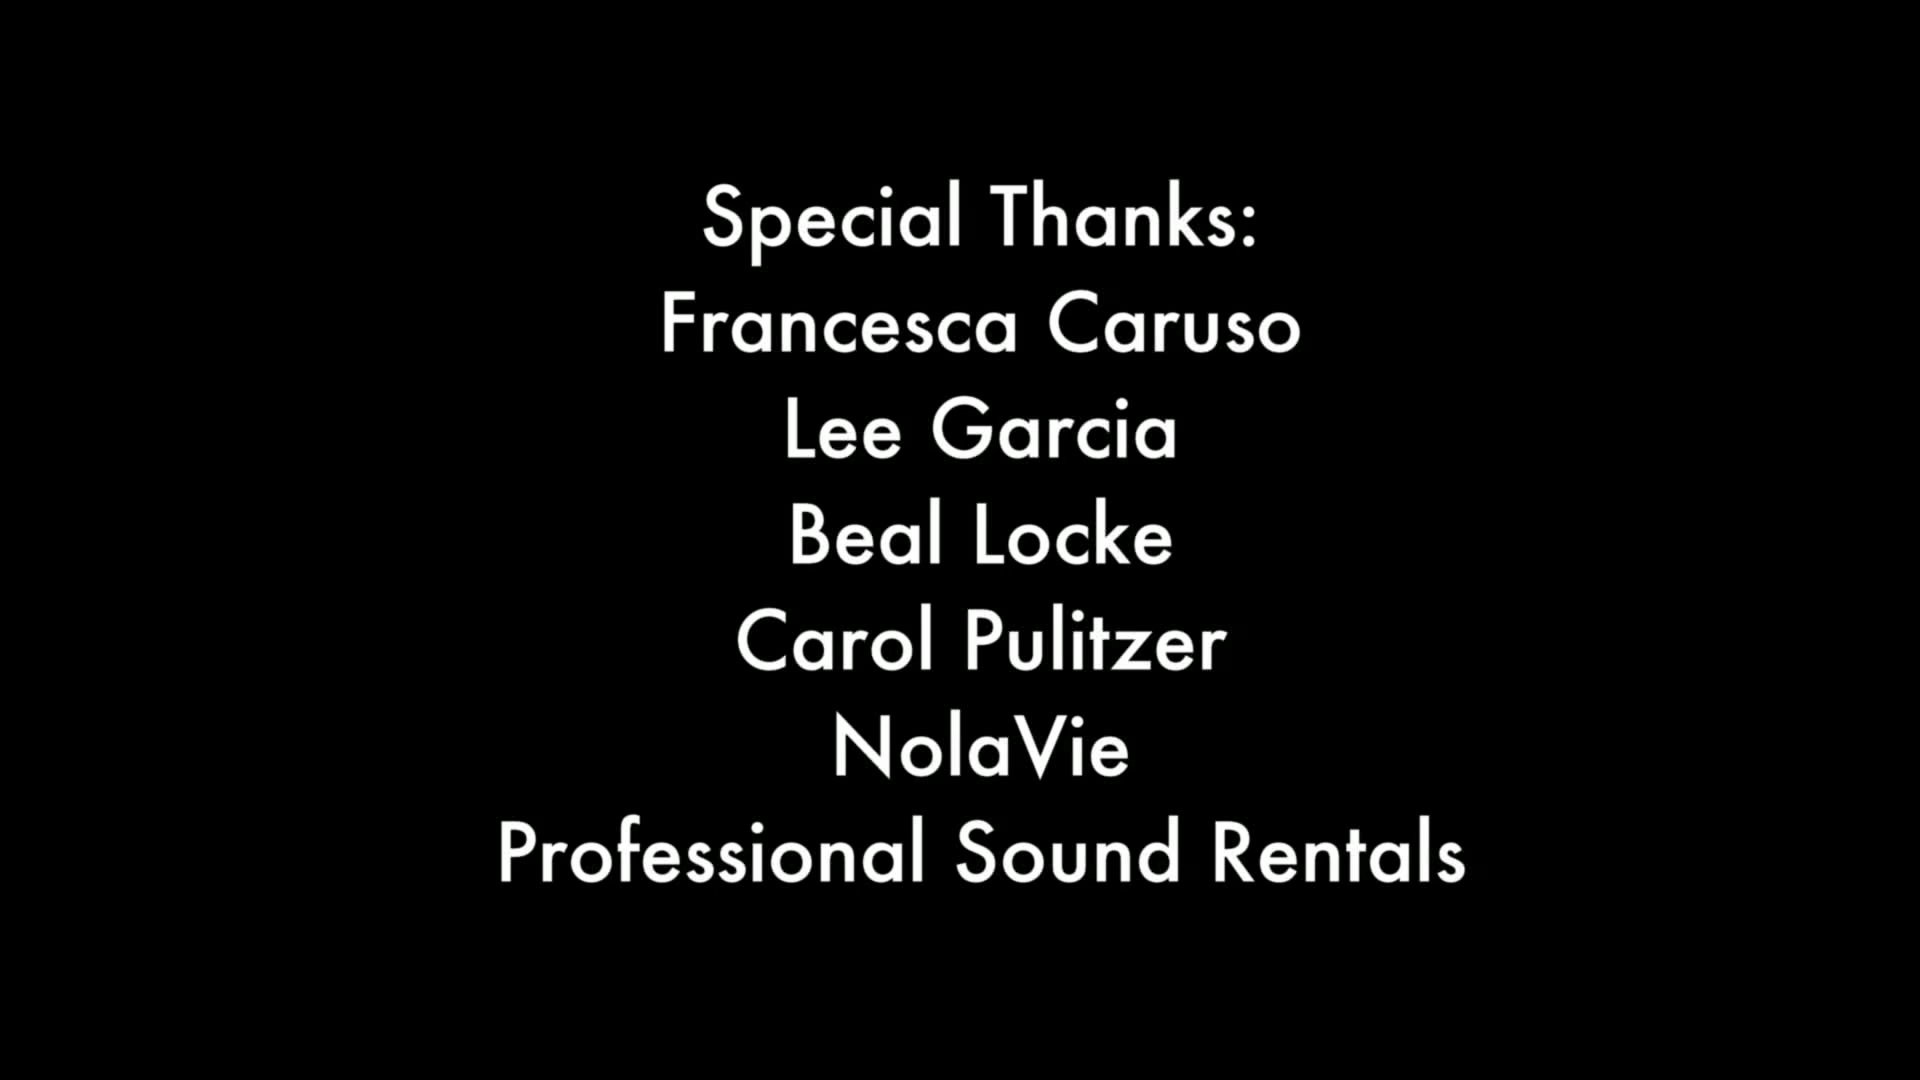 Special Thanks:
Francesca Caruso
Lee Garcia
Beal Locke
Carol Pulitzer
NolaVie
Professional Sound Rentals